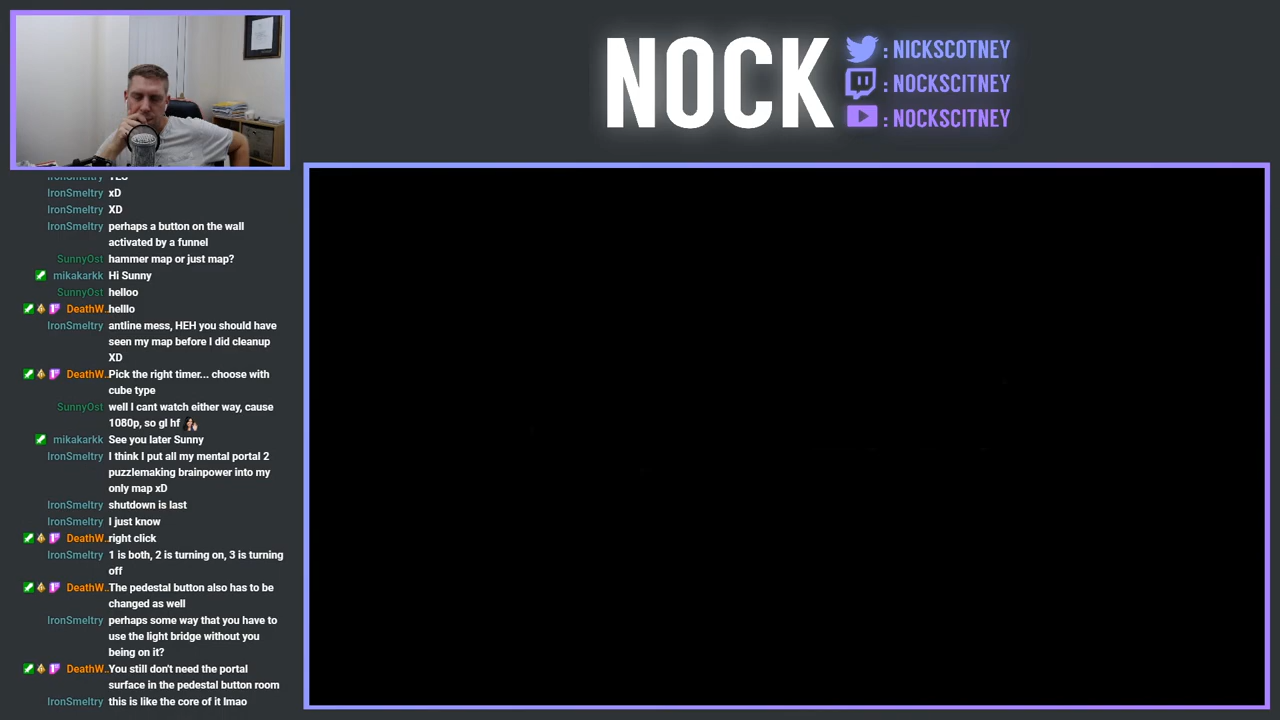 NOCK
: NICKSCOTNEY
: NOCKSCITNEY
: NOCKSCITNEY
IronSmeltry YES
IronSmeltry xD
IronSmeltry XD
IronSmeltry perhaps a button on the wall
activated by a funnel
SunnyOst hammer map or just map?
mikakarkk Hi Sunny
SunnyOst helloo
DeathW.. helllo
IronSmeltry antline mess, HEH you should have
seen my map before I did cleanup
XD
DeathW.. Pick the right timer... choose with
cube type
SunnyOst well I cant watch either way, cause
1080p, so gl hf
mikakarkk See you later Sunny
IronSmeltry I think I put all my mental portal 2
puzzlemaking brainpower into my
only map xD
IronSmeltry shutdown is last
IronSmeltry I just know
DeathW.. right click
IronSmeltry 1 is both, 2 is turning on, 3 is turning
off
DeathW.. The pedestal button also has to be
changed as well
IronSmeltry perhaps some way that you have to
use the light bridge without you
being on it?
DeathW.. You still don't need the portal
surface in the pedestal button room
IronSmeltry this is like the core of it lmao